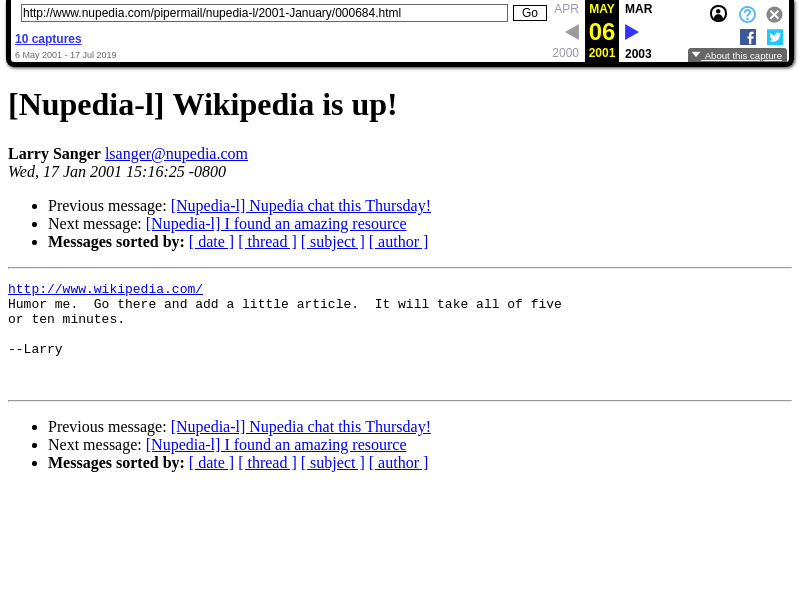 http://www.nupedia.com/pipermail/nupedia-l/2001-January/000684.html Go APR MAY MAR
06
10 captures
6 May 2001 - 17 Jul 2019 2000 2001 2003 About this capture
[Nupedia-l] Wikipedia is up!
Larry Sanger lsanger@nupedia.com
Wed, 17 Jan 2001 15:16:25 -0800
Previous message: [Nupedia-l] Nupedia chat this Thursday!
Next message: [Nupedia-l] I found an amazing resource
Messages sorted by: [ date ] [ thread ] [ subject ] [ author ]
http://www.wikipedia.com/
Humor me.  Go there and add a little article.  It will take all of five
or ten minutes.
--Larry
Previous message: [Nupedia-l] Nupedia chat this Thursday!
Next message: [Nupedia-l] I found an amazing resource
Messages sorted by: [ date ] [ thread ] [ subject ] [ author ]